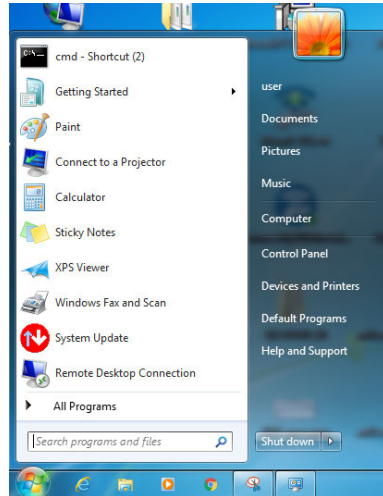 cmd - Shortcut (2)
Getting Started
Paint
Connect to a Projector
Calculator
Sticky Notes
XPS Viewer
Windows Fax and Scan
System Update
Remote Desktop Connection
All Programs
Search programs and files
user
Documents
Pictures
Music
Computer
Control Panel
Devices and Printers
Default Programs
Help and Support
Shut down